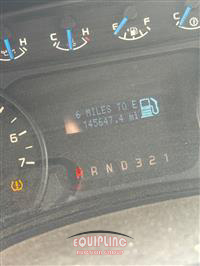 H
C
F
E
H
6 MILES TO E
145647.4 mi
6
7
P R N D 3 2 1
EQUIPLINC